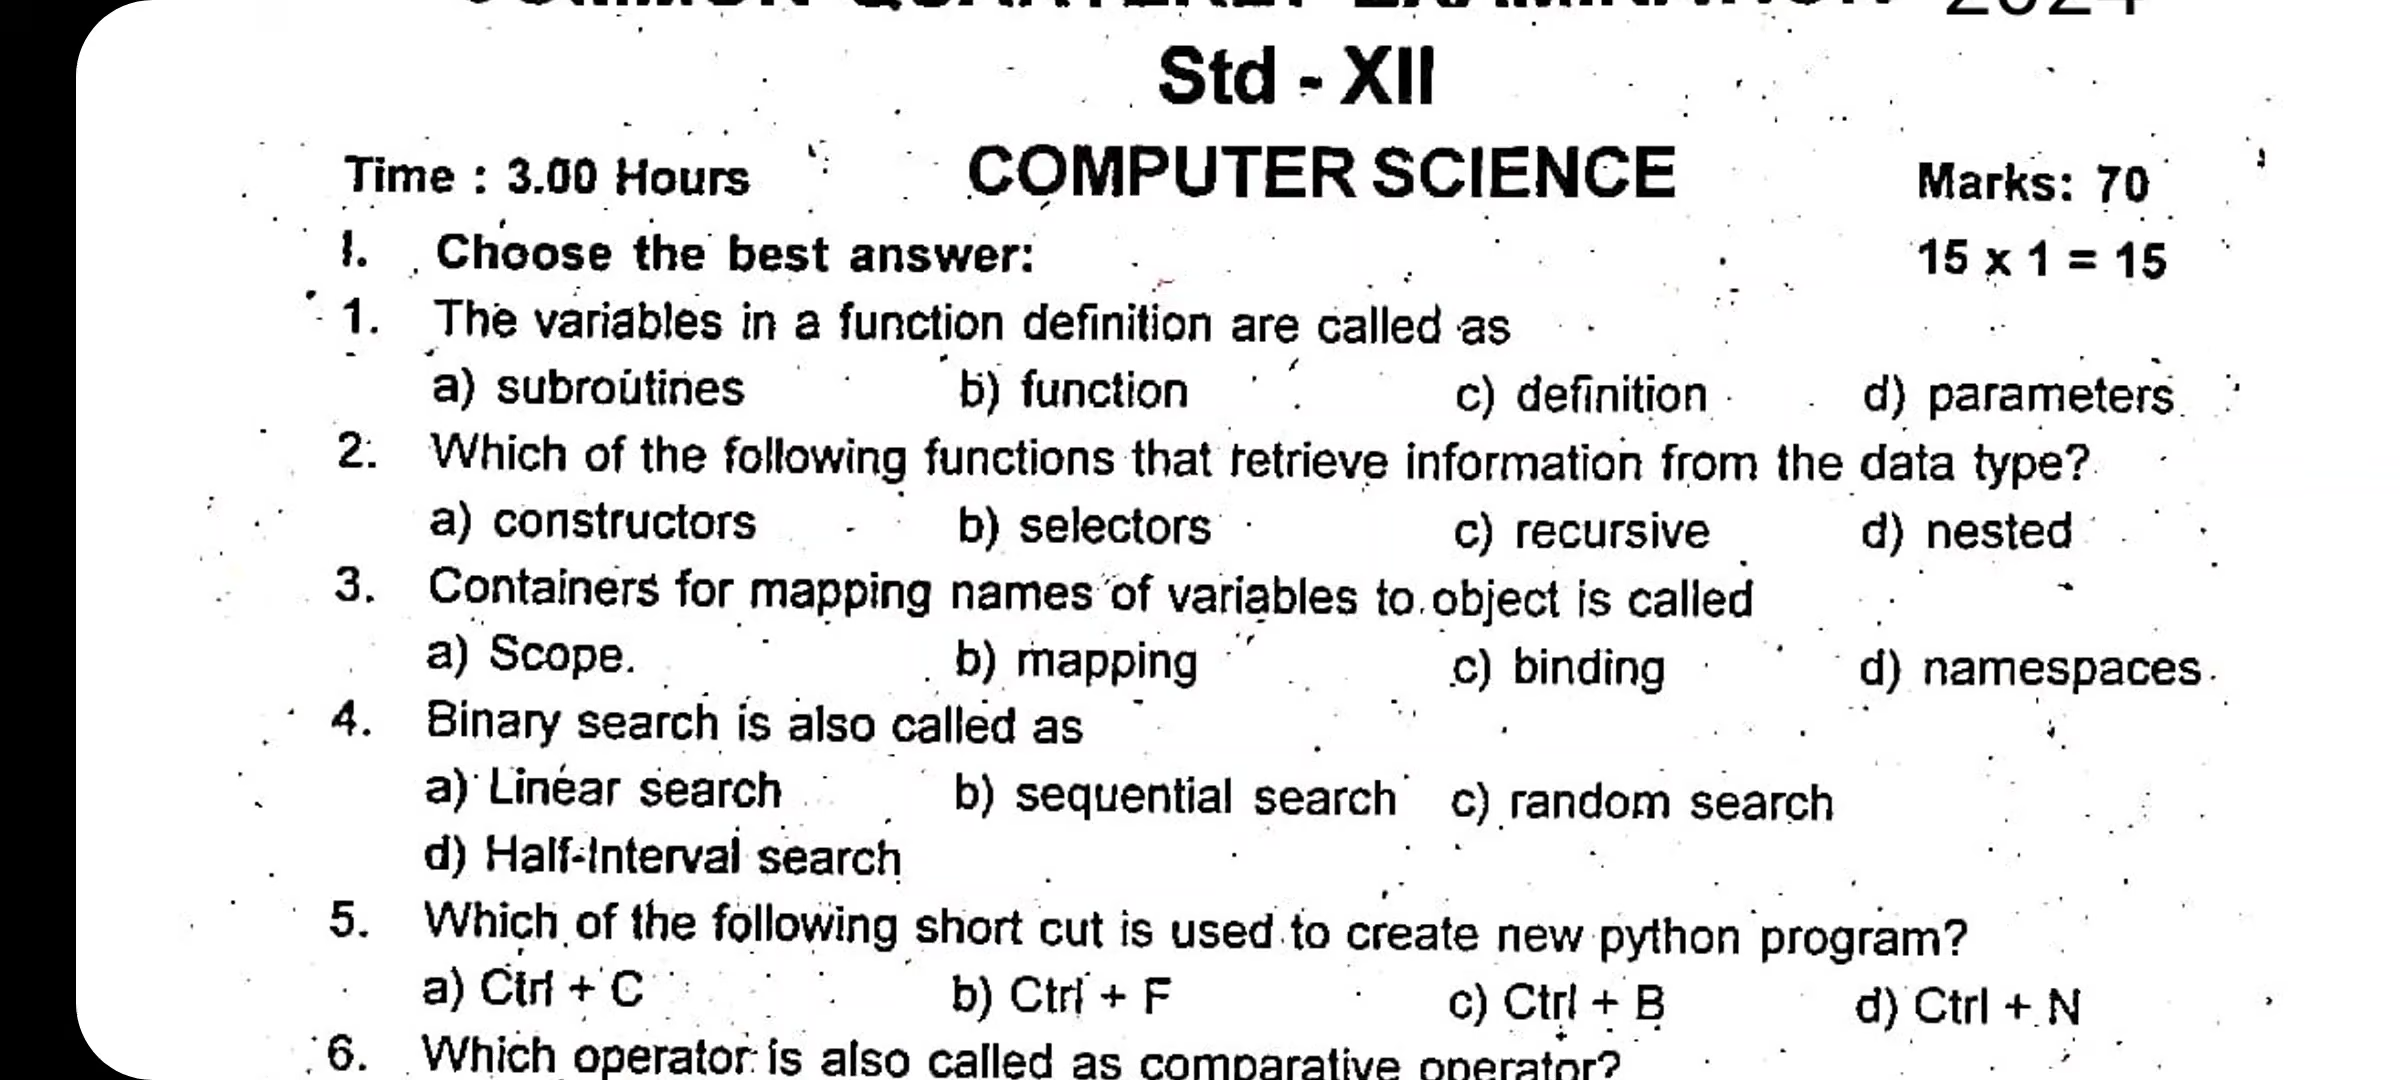 Std - XII
Time : 3.00 Hours COMPUTER SCIENCE Marks: 70
I. Choose the best answer: 15 x 1 = 15
1. The variables in a function definition are called as
a) subroutines b) function c) definition d) parameters
2. Which of the following functions that retrieve information from the data type?
a) constructors b) selectors c) recursive d) nested
3. Containers for mapping names of variables to object is called
a) Scope. b) mapping c) binding d) namespaces
4. Binary search is also called as
a) Linear search b) sequential search c) random search
d) Half-Interval search
5. Which of the following short cut is used to create new python program?
a) Ctrl + C b) Ctrl + F c) Ctrl + B d) Ctrl + N
6. Which operator is also called as comparative operator?